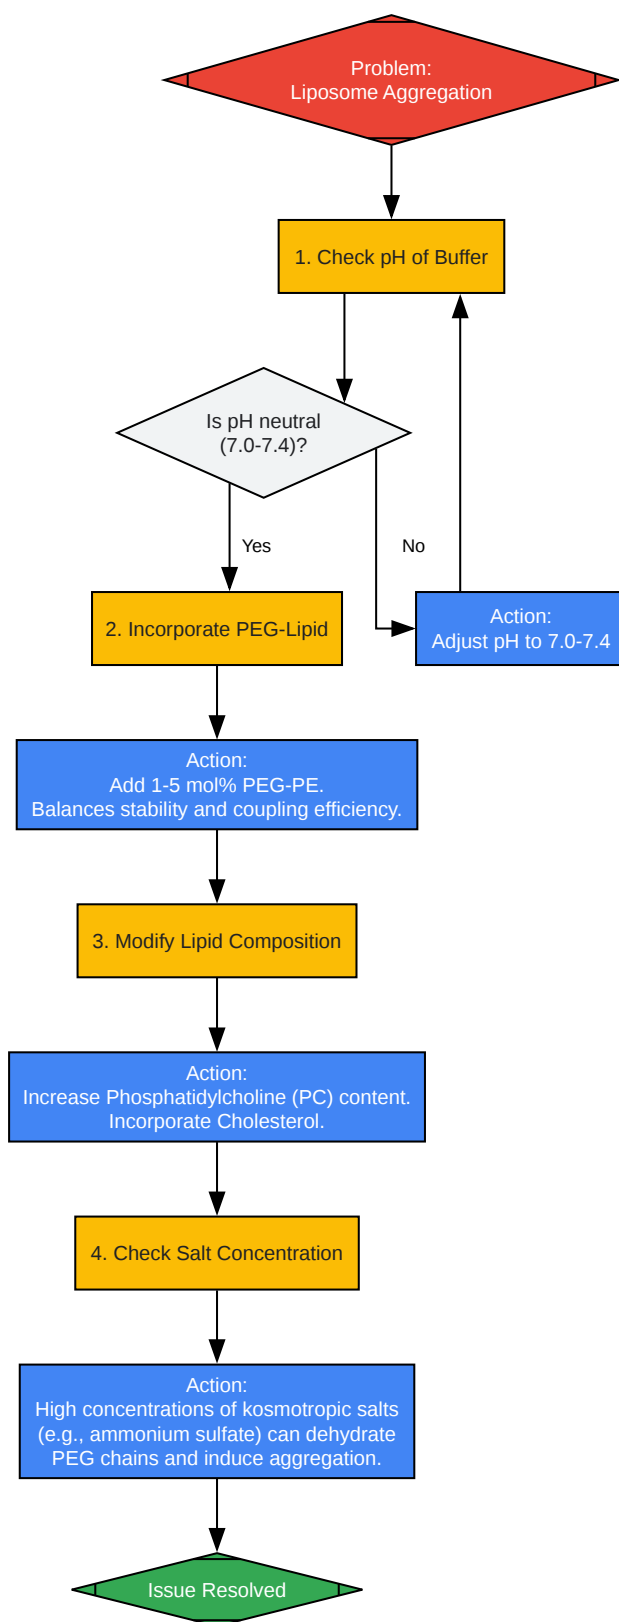 Problem:
Liposome Aggregation
1. Check pH of Buffer
Is pH neutral
(7.0-7.4)?
Yes
No
2. Incorporate PEG-Lipid
Action:
Adjust pH to 7.0-7.4
Action:
Add 1-5 mol% PEG-PE.
Balances stability and coupling efficiency.
3. Modify Lipid Composition
Action:
Increase Phosphatidylcholine (PC) content.
Incorporate Cholesterol.
4. Check Salt Concentration
Action:
High concentrations of kosmotropic salts
(e.g., ammonium sulfate) can dehydrate
PEG chains and induce aggregation.
Issue Resolved